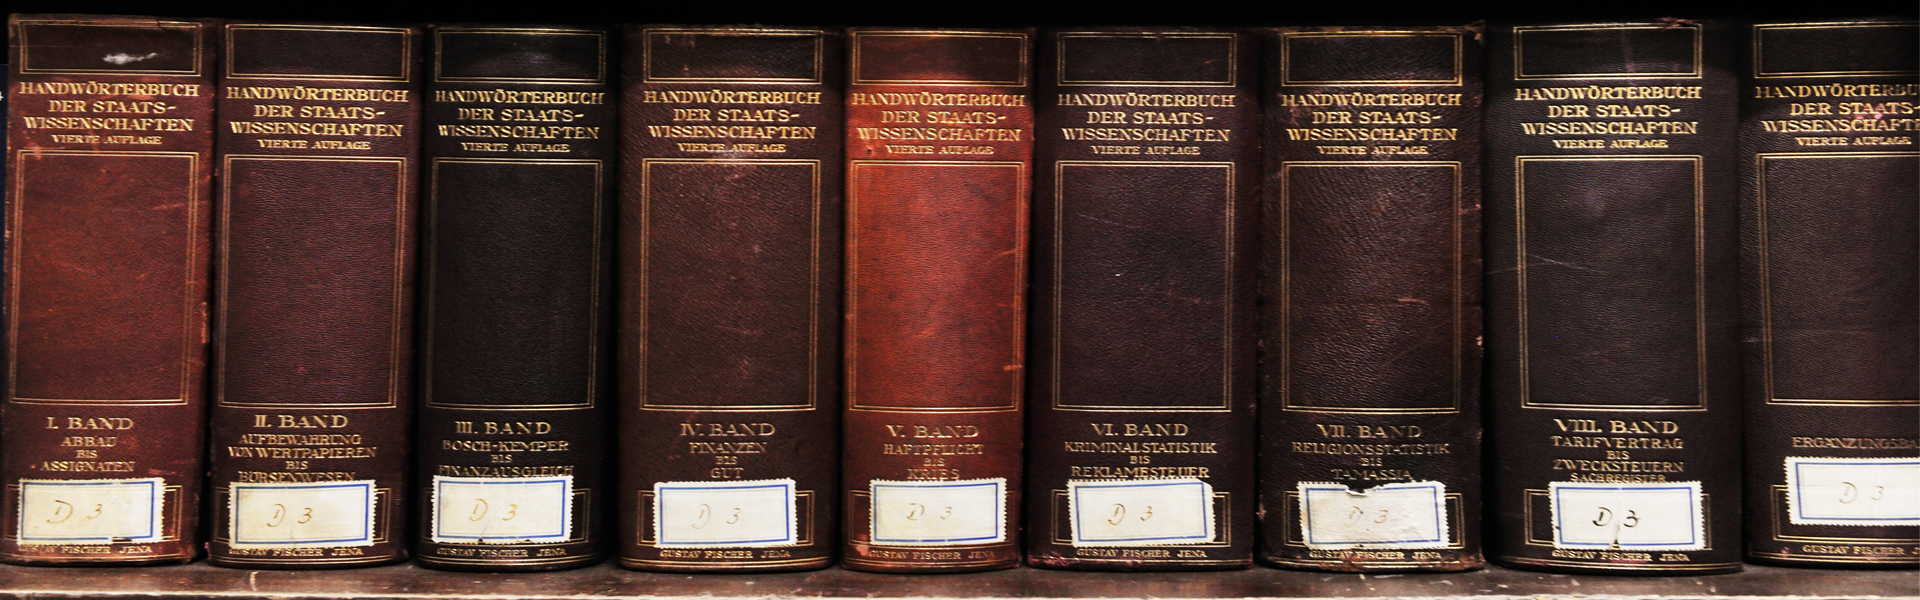 HANDWÖRTERBUCH
DER STAATS-
WISSENSCHAFTEN
VIERTE AUFLAGE
I. BAND
ABBAU
BIS
ASSIGNATEN
D 3
GUSTAV FISCHER JENA
HANDWÖRTERBUCH
DER STAATS-
WISSENSCHAFTEN
VIERTE AUFLAGE
II. BAND
AUFBEWAHRUNG
VON WERTPAPIEREN
BIS
BÖRSENWESEN
D 3
GUSTAV FISCHER JENA
HANDWÖRTERBUCH
DER STAATS-
WISSENSCHAFTEN
VIERTE AUFLAGE
III. BAND
BOSCH-KEMPER
BIS
FINANZAUSGLEICH
D 3
GUSTAV FISCHER JENA
HANDWÖRTERBUCH
DER STAATS-
WISSENSCHAFTEN
VIERTE AUFLAGE
IV. BAND
FINANZEN
BIS
GUT
D 3
GUSTAV FISCHER JENA
HANDWÖRTERBUCH
DER STAATS-
WISSENSCHAFTEN
VIERTE AUFLAGE
V. BAND
HAFTPFLICHT
BIS
KRIES
D 3
GUSTAV FISCHER JENA
HANDWÖRTERBUCH
DER STAATS-
WISSENSCHAFTEN
VIERTE AUFLAGE
VI. BAND
KRIMINALSTATISTIK
BIS
REKLAMESTEUER
D 3
GUSTAV FISCHER JENA
HANDWÖRTERBUCH
DER STAATS-
WISSENSCHAFTEN
VIERTE AUFLAGE
VII. BAND
RELIGIONSSTATISTIK
BIS
TAMASSIA
D 3
GUSTAV FISCHER JENA
HANDWÖRTERBUCH
DER STAATS-
WISSENSCHAFTEN
VIERTE AUFLAGE
VIII. BAND
TARIFVERTRAG
BIS
ZWECKSTEUERN
SACHREGISTER
D 3
GUSTAV FISCHER JENA
HANDWÖRTERBU
DER STAATS-
WISSENSCHAFT
VIERTE AUFLAGE
ERGÄNZUNGSBA
D 3
GUSTAV FISCHER J